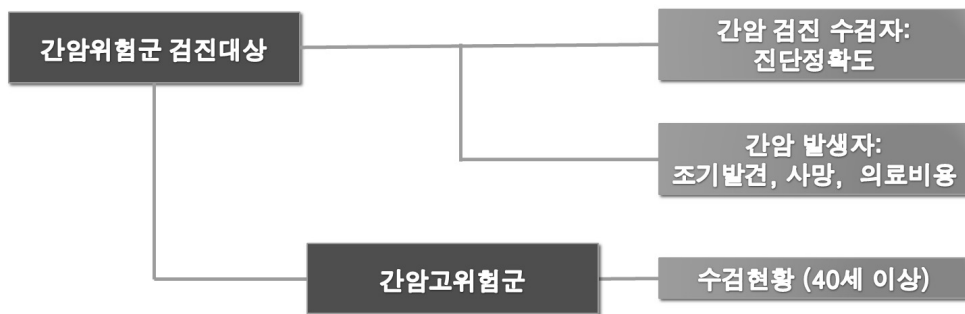 간암위험군 검진대상
간암 검진 수검자:
진단정확도
간암 발생자:
조기발견, 사망, 의료비용
간암고위험군
수검현황 (40세 이상)